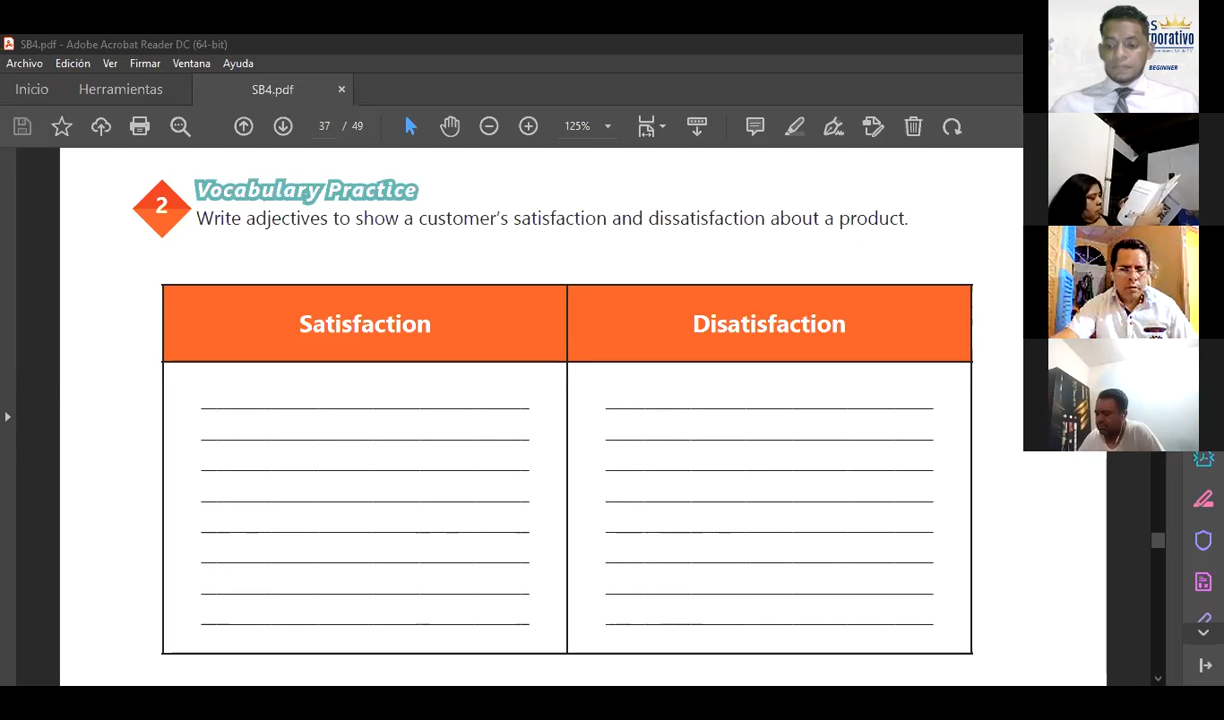 SB4.pdf - Adobe Acrobat Reader DC (64-bit)
Archivo Edición Ver Firmar Ventana Ayuda
Inicio Herramientas SB4.pdf ×
37 / 49 125%
2
Vocabulary Practice
Write adjectives to show a customer's satisfaction and dissatisfaction about a product.
Satisfaction Disatisfaction
BEGINNER